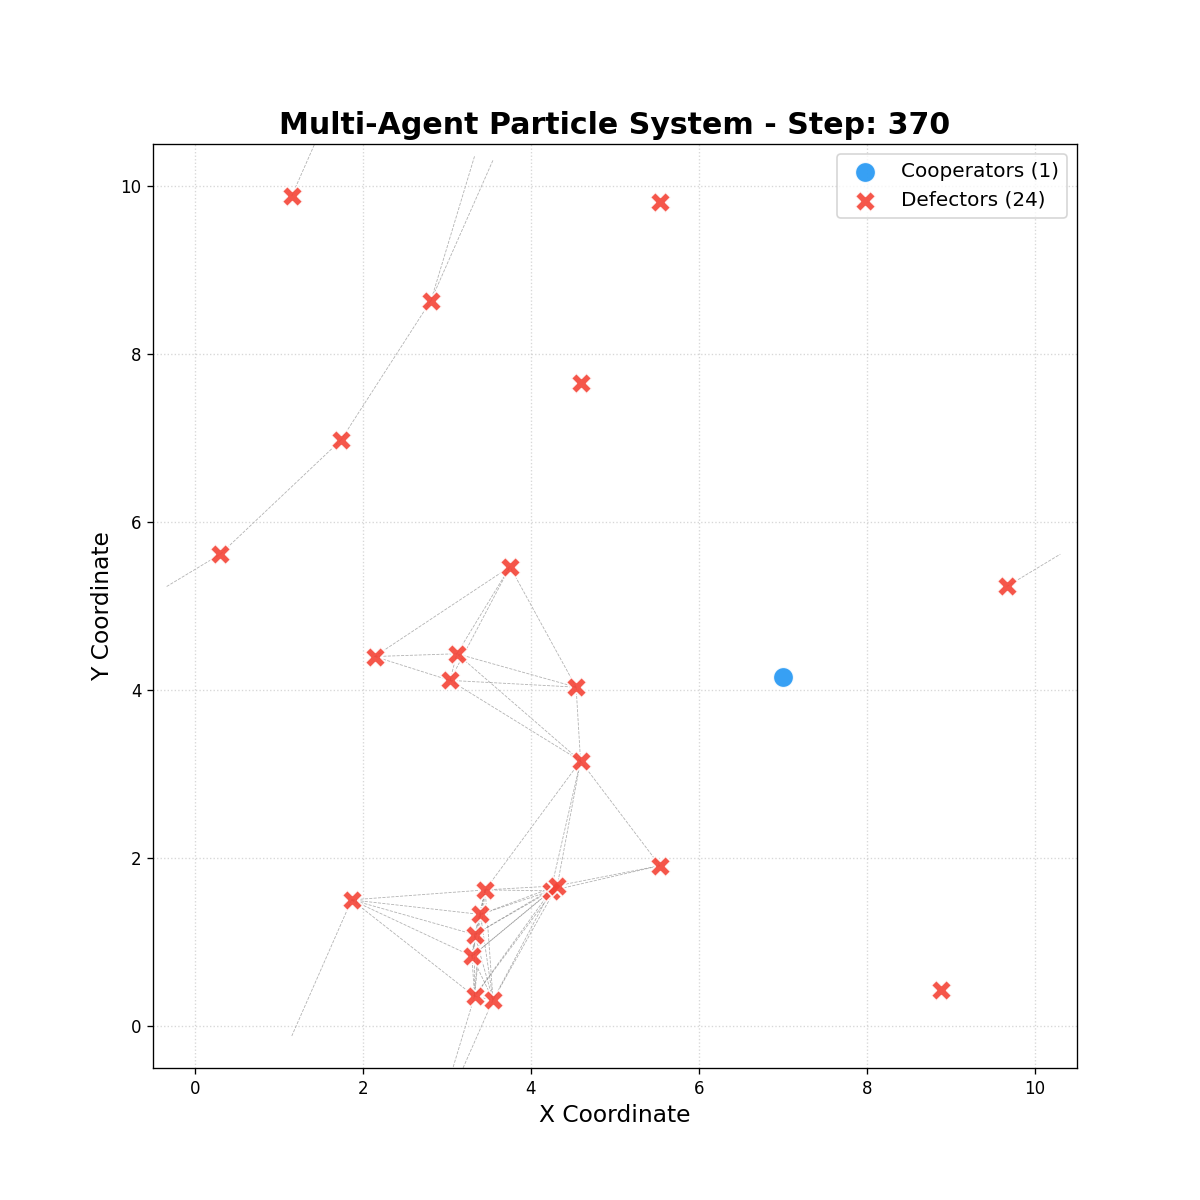 Multi-Agent Particle System - Step: 370
Cooperators (1)
Defectors (24)
10
8
6
4
2
0
Y Coordinate
0 2 4 6 8 10
X Coordinate